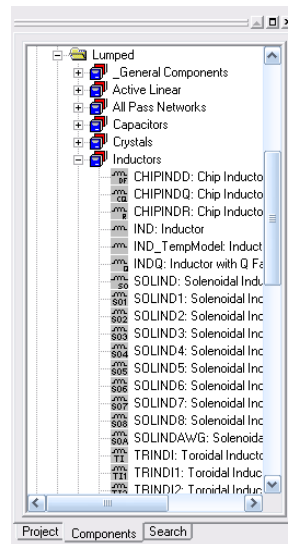 Lumped
_General Components
Active Linear
All Pass Networks
Capacitors
Crystals
Inductors
CHIPINDD: Chip Inducto
CHIPINDQ: Chip Inducto
CHIPINDR: Chip Inducto
IND: Inductor
IND_TempModel: Induct
INDQ: Inductor with Q Fa
SOLIND: Solenoidal Indu
SOLIND1: Solenoidal Inc
SOLIND2: Solenoidal Inc
SOLIND3: Solenoidal Inc
SOLIND4: Solenoidal Inc
SOLIND5: Solenoidal Inc
SOLIND6: Solenoidal Inc
SOLIND7: Solenoidal Inc
SOLIND8: Solenoidal Inc
SOLINDAWG: Solenoida
TRINDI: Toroidal Inducto
TRINDI1: Toroidal Induc
TRINDI2: Toroidal Induc
Project Components Search